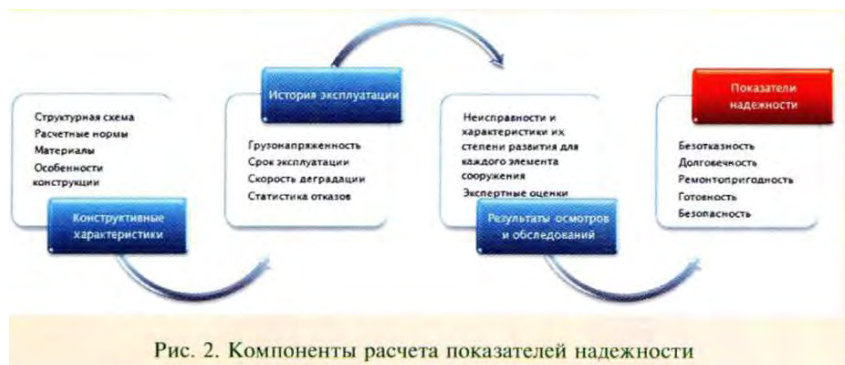 Структурная схема
Расчетные нормы
Материалы
Особенности
конструкции
Конструктивные
характеристики
История эксплуатации
Грузонапряженность
Срок эксплуатации
Скорость деградации
Статистика отказов
Неисправности и
характеристики их
степени развития для
каждого элемента
сооружения
Экспертные оценки
Результаты осмотров
и обследований
Показатели
надежности
Безотказность
Долговечность
Ремонтопригодность
Готовность
Безопасность
Рис. 2. Компоненты расчета показателей надежности